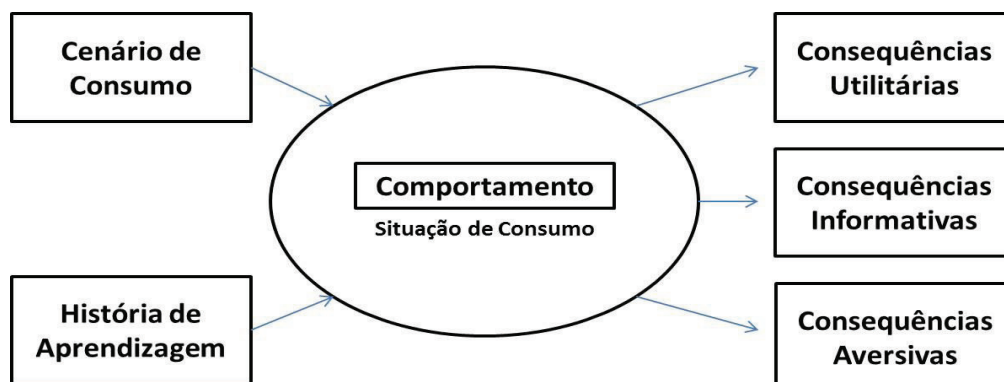 Cenário de
Consumo
História de
Aprendizagem
Comportamento
Situação de Consumo
Consequências
Utilitárias
Consequências
Informativas
Consequências
Aversivas